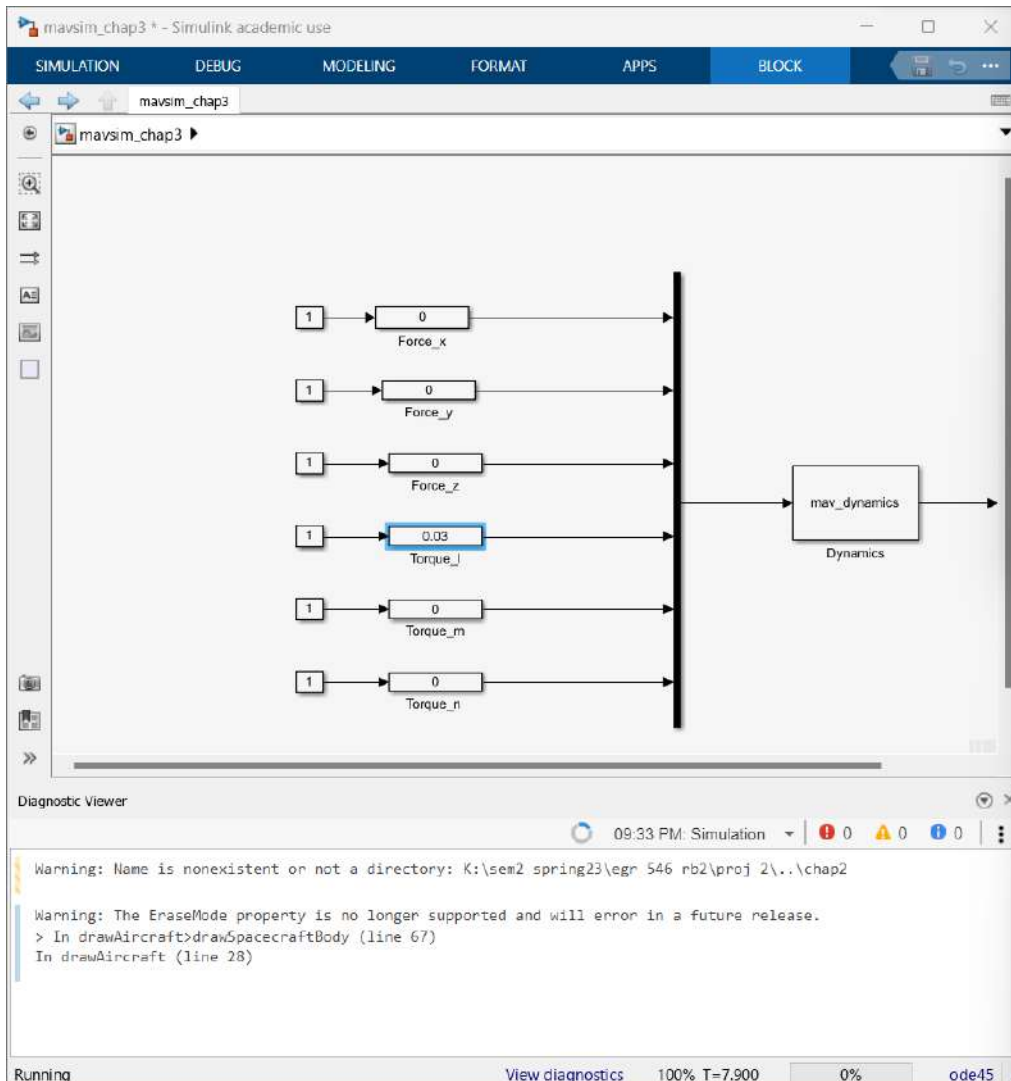 mavsim_chap3 * - Simulink academic use
SIMULATION DEBUG MODELING FORMAT APPS BLOCK
mavsim_chap3
mavsim_chap3
1 0
Force_x
1 0
Force_y
1 0
Force_z
1 0.03
Torque_l
1 0
Torque_m
1 0
Torque_n
mav_dynamics
Dynamics
Diagnostic Viewer
09:33 PM: Simulation 0 0 0
Warning: Name is nonexistent or not a directory: K:\sem2 spring23\egr 546 rb2\proj 2\..\chap2
Warning: The EraseMode property is no longer supported and will error in a future release.
> In drawAircraft>drawSpacecraftBody (line 67)
In drawAircraft (line 28)
Running View diagnostics 100% T=7.900 0% ode45